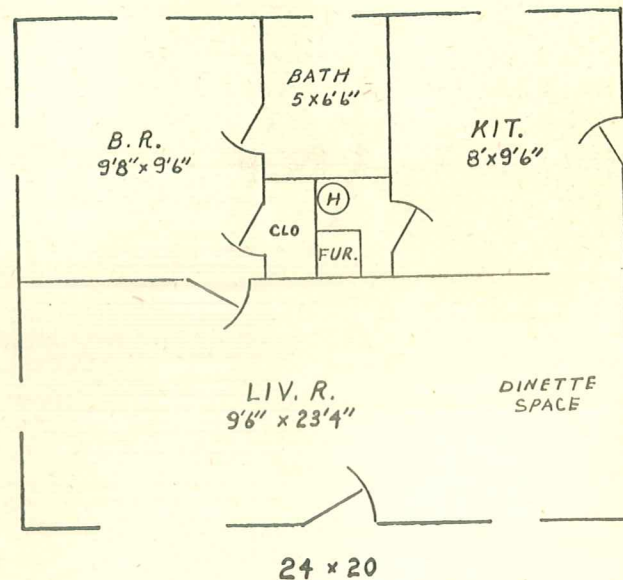 BATH
5 x 6'6"
B.R.
9'8" x 9'6"
KIT.
8' x 9'6"
H
CLO
FUR.
LIV. R.
9'6" x 23'4"
DINETTE
SPACE
24 x 20